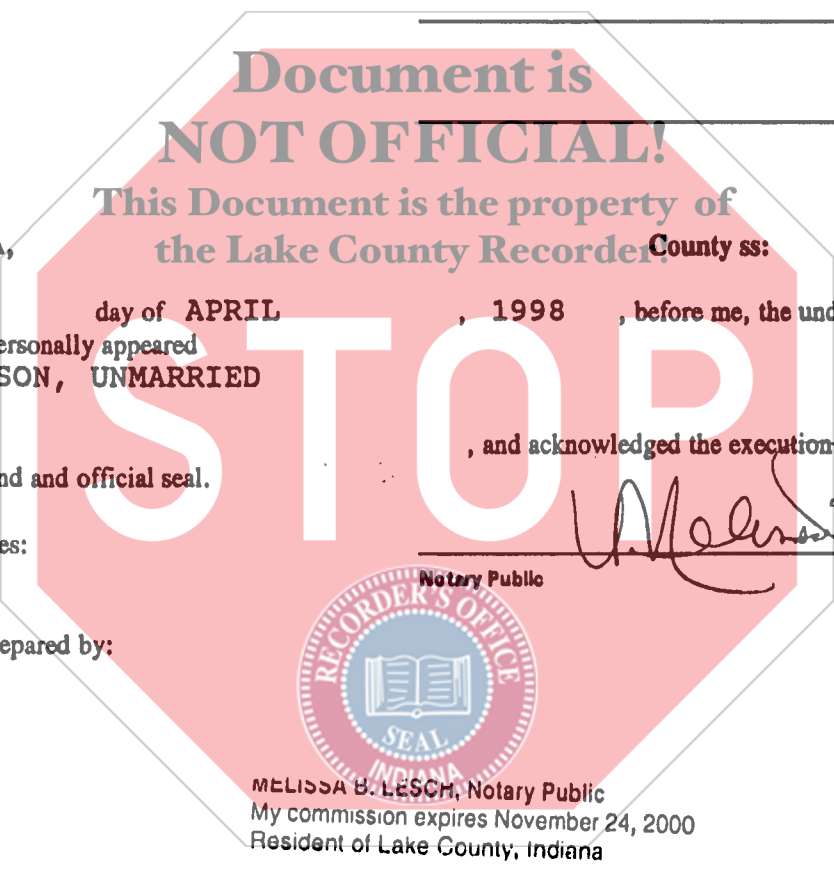 Document is
NOT OFFICIAL!
This Document is the property of
the Lake County Recorder!
A,
County ss:
day of APRIL , 1998 , before me, the und
ersonally appeared
SON, UNMARRIED
, and acknowledged the execution
nd and official seal.
es:
Notary Public
epared by:
STOP
RECORDER'S OFFICE
SEAL
INDIANA
MELISSA B. LESCH, Notary Public
My commission expires November 24, 2000
Resident of Lake County, Indiana